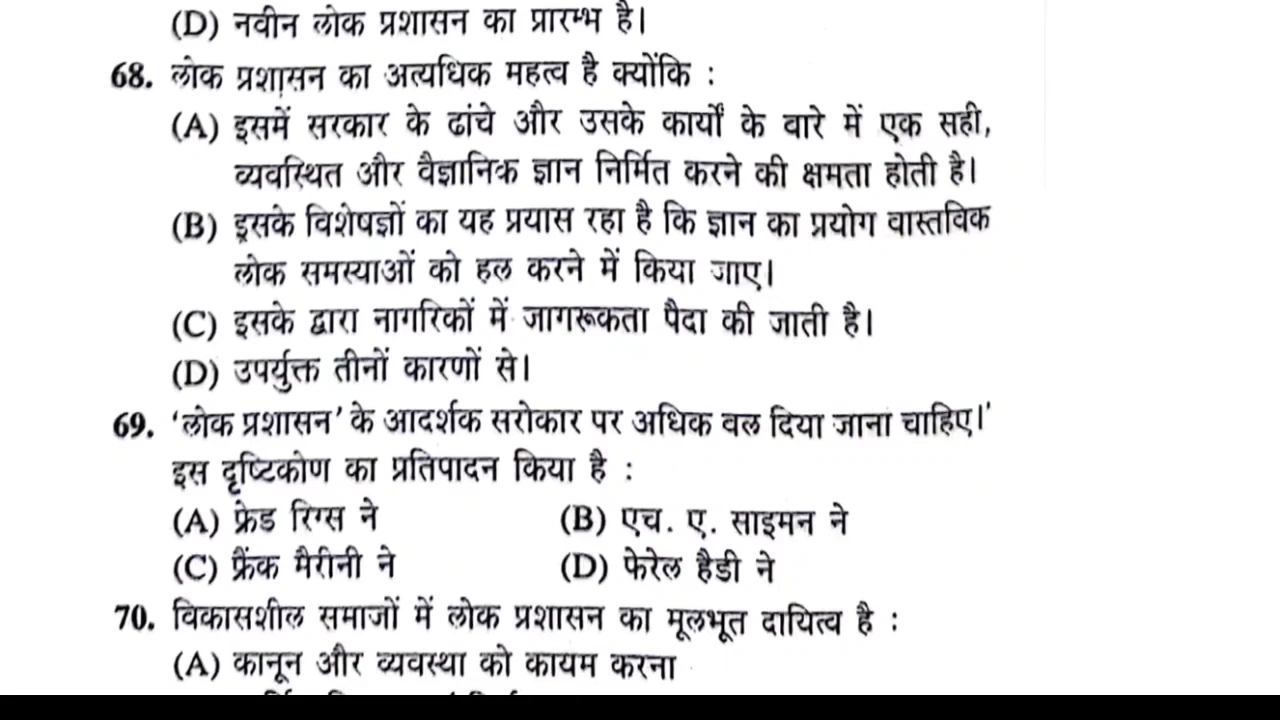 (D) नवीन लोक प्रशासन का प्रारम्भ है।
68. लोक प्रशासन का अत्यधिक महत्व है क्योंकि :
(A) इसमें सरकार के ढांचे और उसके कार्यों के वारे में एक सही,
व्यवस्थित और वैज्ञानिक ज्ञान निर्मित करने की क्षमता होती है।
(B) इसके विशेषज्ञों का यह प्रयास रहा है कि ज्ञान का प्रयोग वास्तविक
लोक समस्याओं को हल करने में किया जाए।
(C) इसके द्वारा नागरिकों में जागरूकता पैदा की जाती है।
(D) उपर्युक्त तीनों कारणों से।
69. ‘लोक प्रशासन’ के आदर्शक सरोकार पर अधिक वल दिया जाना चाहिए।’
इस दृष्टिकोण का प्रतिपादन किया है :
(A) फ्रेड रिग्स ने (B) एच. ए. साइमन ने
(C) फ्रैंक मैरीनी ने (D) फेरेल हैडी ने
70. विकासशील समाजों में लोक प्रशासन का मूलभूत दायित्व है :
(A) कानून और व्यवस्था को कायम करना